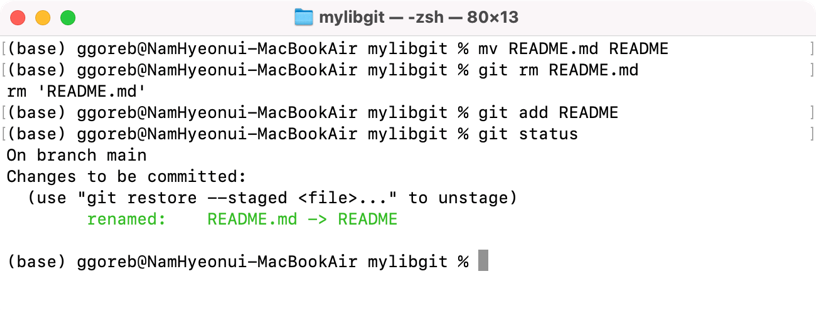 mylibgit — -zsh — 80×13
[(base) ggoreb@NamHyeonui-MacBookAir mylibgit % mv README.md README ]
[(base) ggoreb@NamHyeonui-MacBookAir mylibgit % git rm README.md ]
rm 'README.md'
[(base) ggoreb@NamHyeonui-MacBookAir mylibgit % git add README ]
[(base) ggoreb@NamHyeonui-MacBookAir mylibgit % git status ]
On branch main
Changes to be committed:
  (use "git restore --staged <file>..." to unstage)
        renamed:    README.md -> README
(base) ggoreb@NamHyeonui-MacBookAir mylibgit %